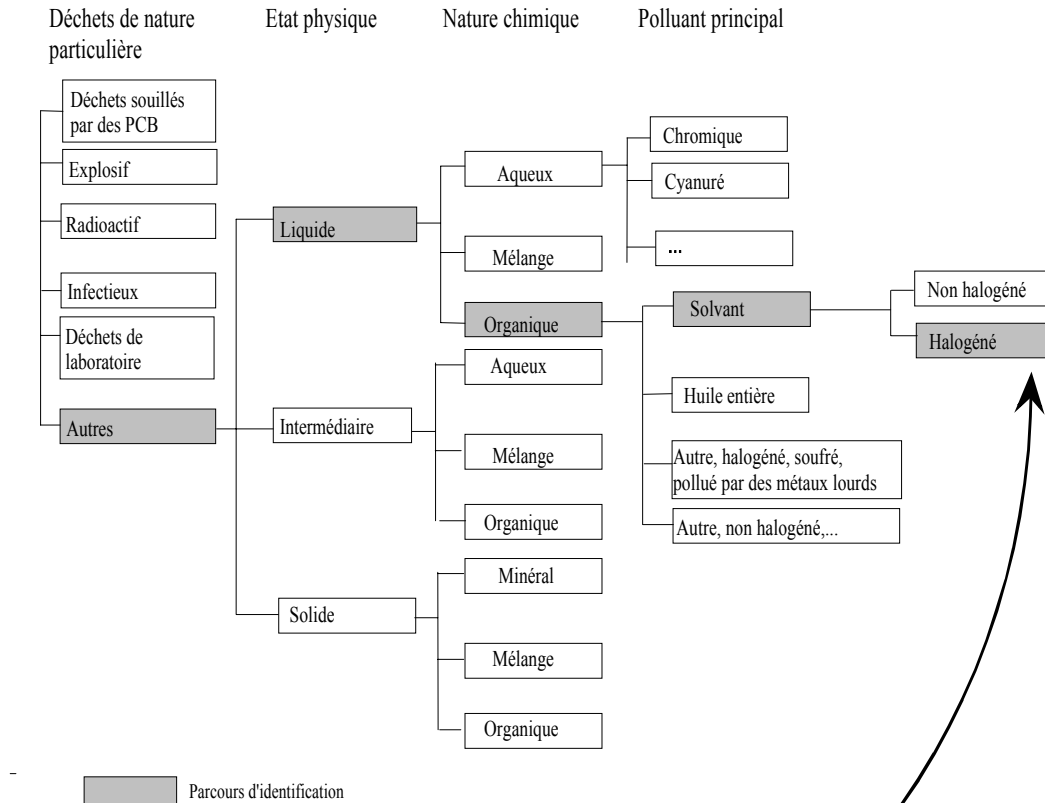 Déchets de nature
particulière
Etat physique
Nature chimique
Polluant principal
Déchets souillés
par des PCB
Explosif
Radioactif
Infectieux
Déchets de
laboratoire
Autres
Liquide
Intermédiaire
Solide
Aqueux
Mélange
Organique
Aqueux
Mélange
Organique
Minéral
Mélange
Organique
Chromique
Cyanuré
...
Solvant
Huile entière
Autre, halogéné, soufré,
pollué par des métaux lourds
Autre, non halogéné,...
Non halogéné
Halogéné
Parcours d'identification